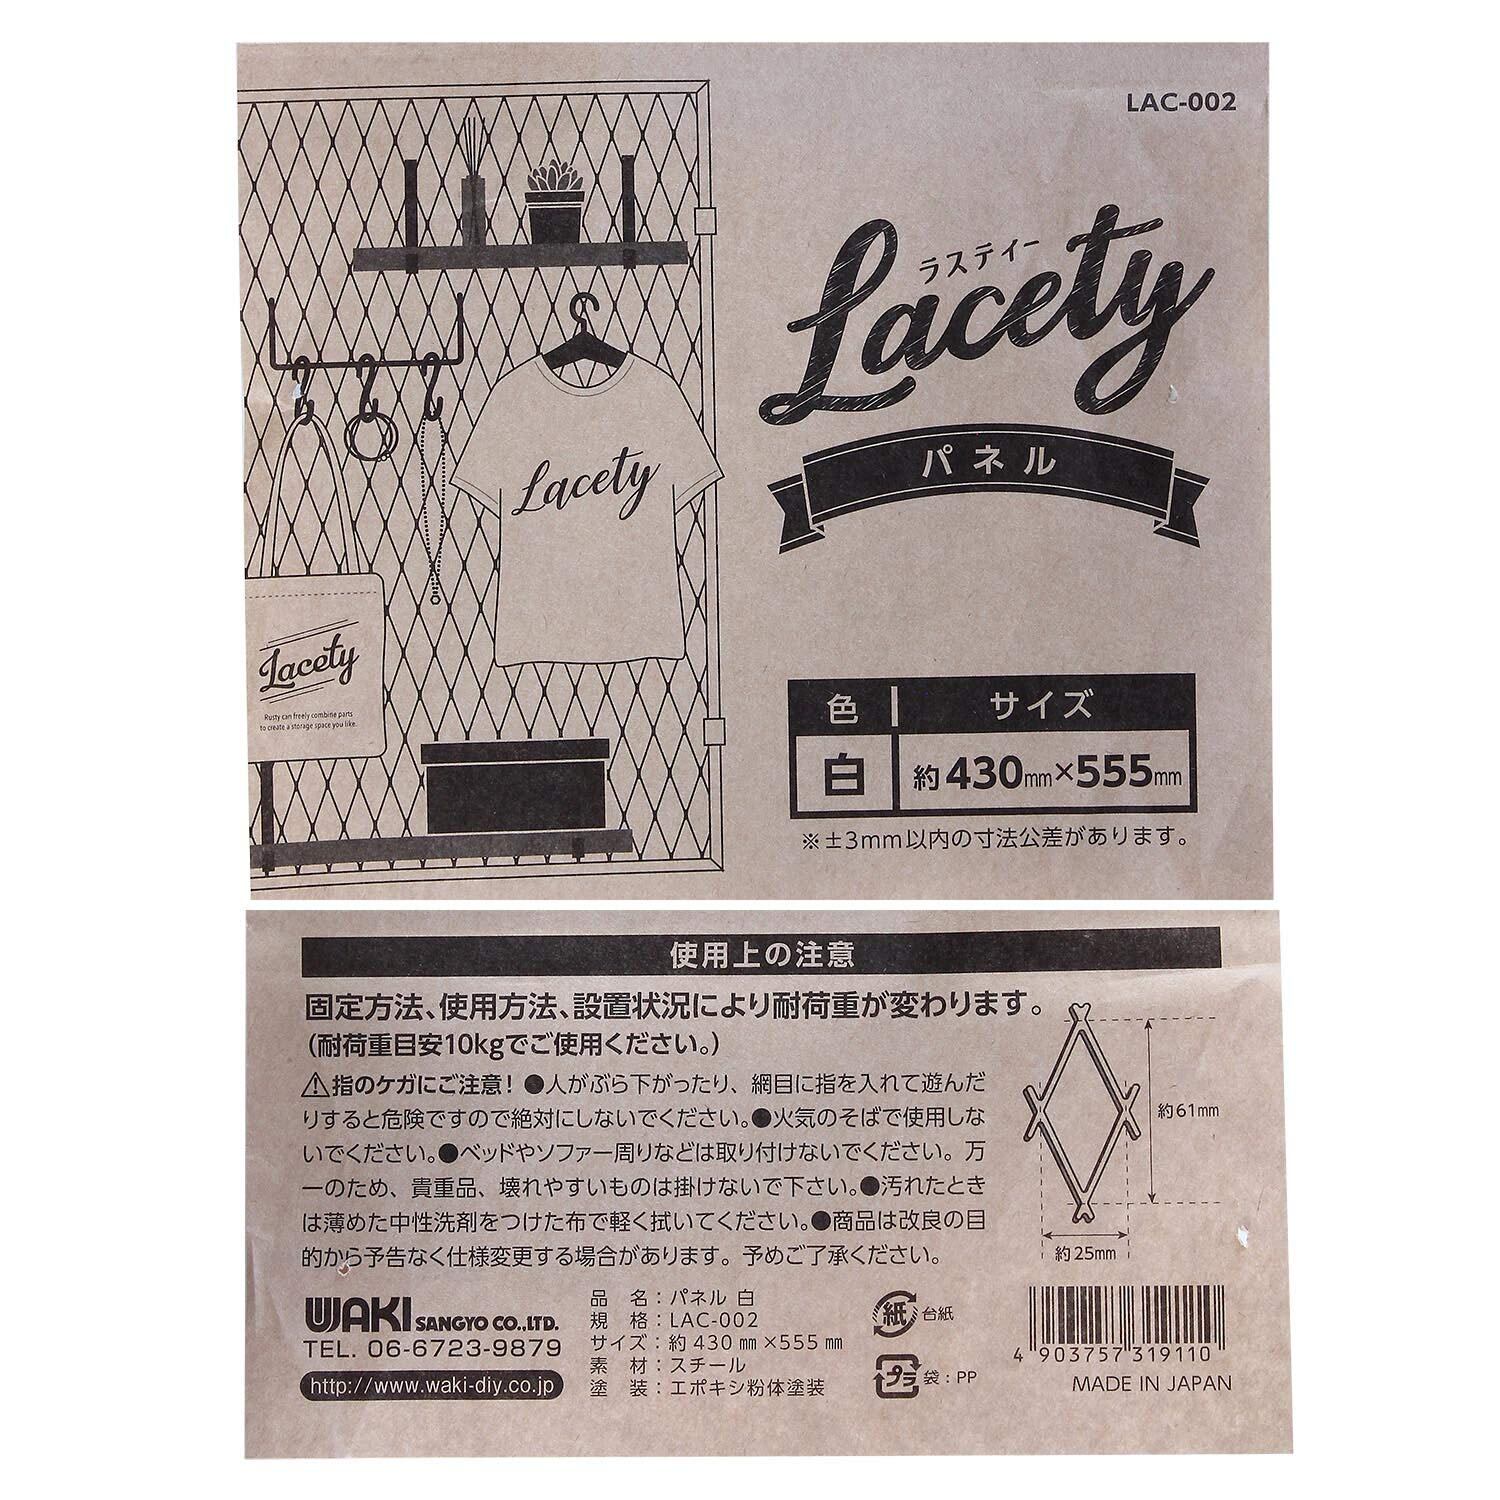 LAC-002
ラスティー
Lacety
パネル
Lacety
Lacety
Rusty can freely combine parts
to create a storage space you like.
色 サイズ
白 約430mm×555mm
※±3mm以内の寸法公差があります。
使用上の注意
固定方法、使用方法、設置状況により耐荷重が変わります。
(耐荷重目安10kgでご使用ください。)
⚠指のケガにご注意!●人がぶら下がったり、網目に指を入れて遊んだ
りすると危険ですので絶対にしないでください。●火気のそばで使用しな
いでください。●ベッドやソファー周りなどは取り付けないでください。万
一のため、貴重品、壊れやすいものは掛けないで下さい。●汚れたとき
は薄めた中性洗剤をつけた布で軽く拭いてください。●商品は改良の目
的から予告なく仕様変更する場合があります。予めご了承ください。
約61mm
約25mm
WAKI SANGYO CO.,LTD.
TEL. 06-6723-9879
http://www.waki-diy.co.jp
品 名:パネル 白
規 格:LAC-002
サイズ:約430㎜×555㎜
素 材:スチール
塗 装:エポキシ粉体塗装
紙 台紙
プラ 袋:PP
4 903757 319110
MADE IN JAPAN